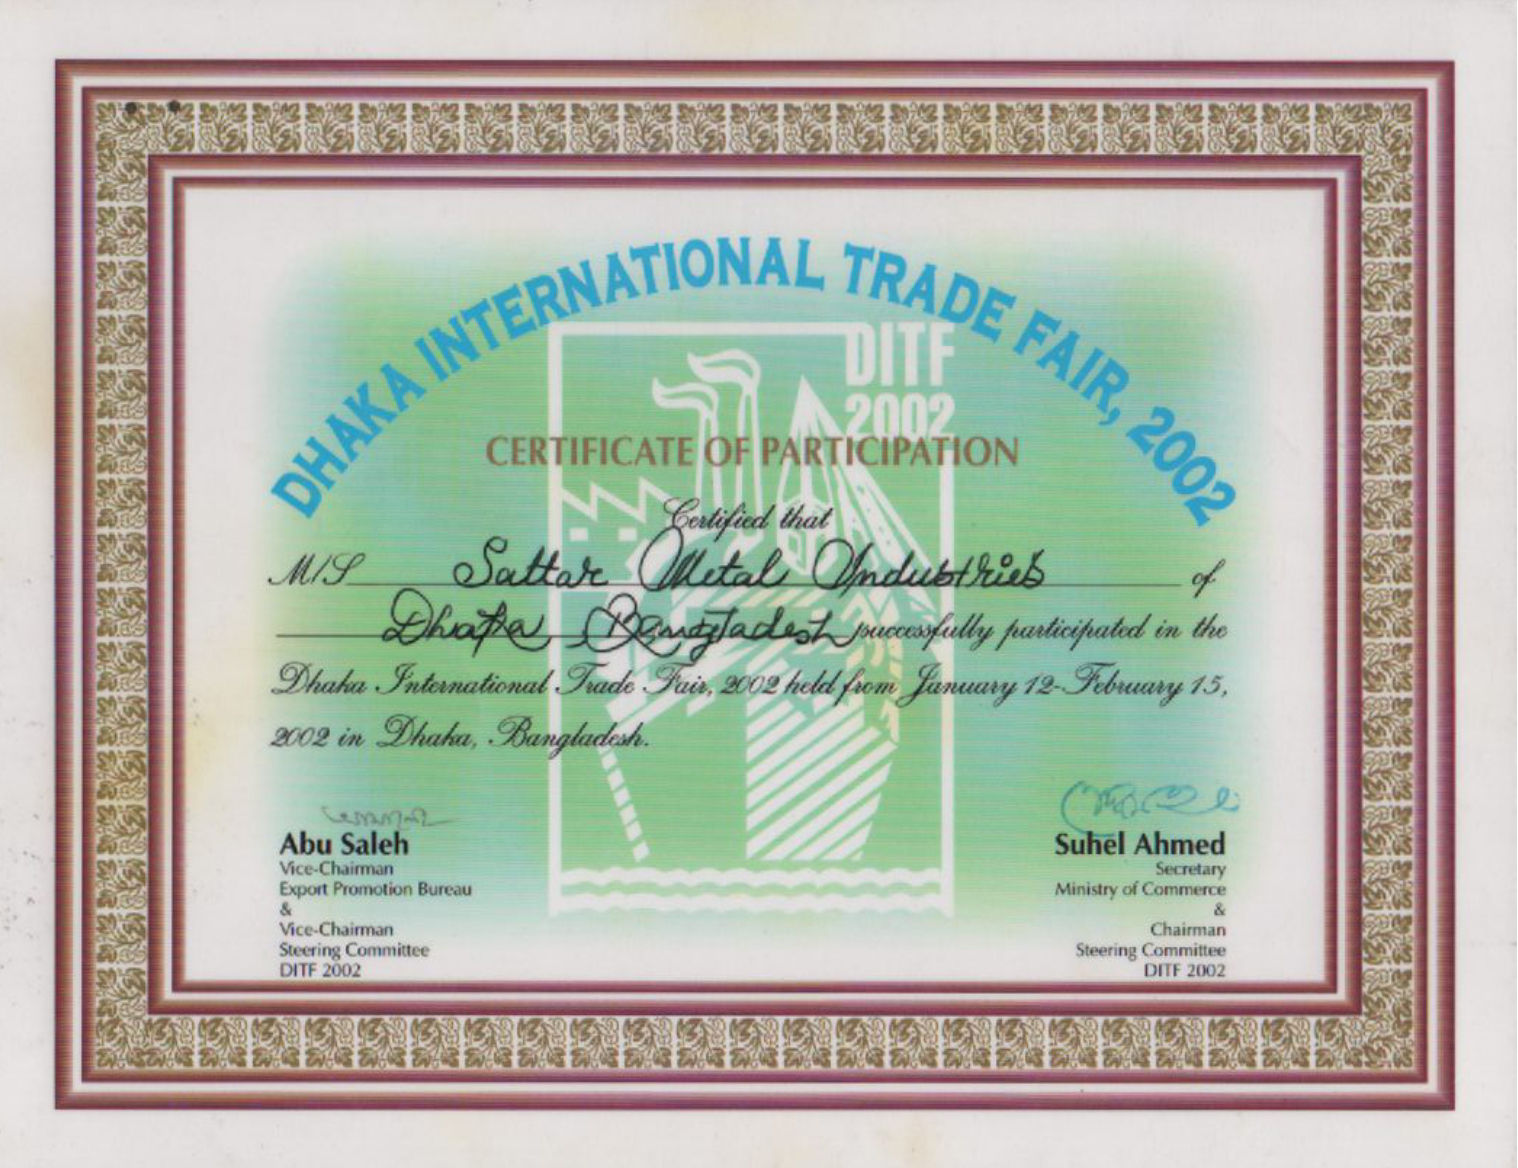 DHAKA INTERNATIONAL TRADE FAIR, 2002
DITF
2002
CERTIFICATE OF PARTICIPATION
Certified that
M/S Sattar Metal Industries of
Dhaka, Bangladesh successfully participated in the
Dhaka International Trade Fair, 2002 held from January 12-February 15,
2002 in Dhaka, Bangladesh.
Abu Saleh
Vice-Chairman
Export Promotion Bureau
&
Vice-Chairman
Steering Committee
DITF 2002
Suhel Ahmed
Secretary
Ministry of Commerce
&
Chairman
Steering Committee
DITF 2002